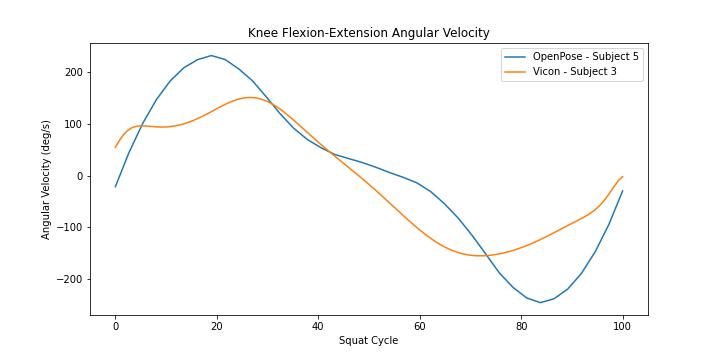 Knee Flexion-Extension Angular Velocity
OpenPose - Subject 5
Vicon - Subject 3
Angular Velocity (deg/s)
200
100
0
−100
−200
0 20 40 60 80 100
Squat Cycle